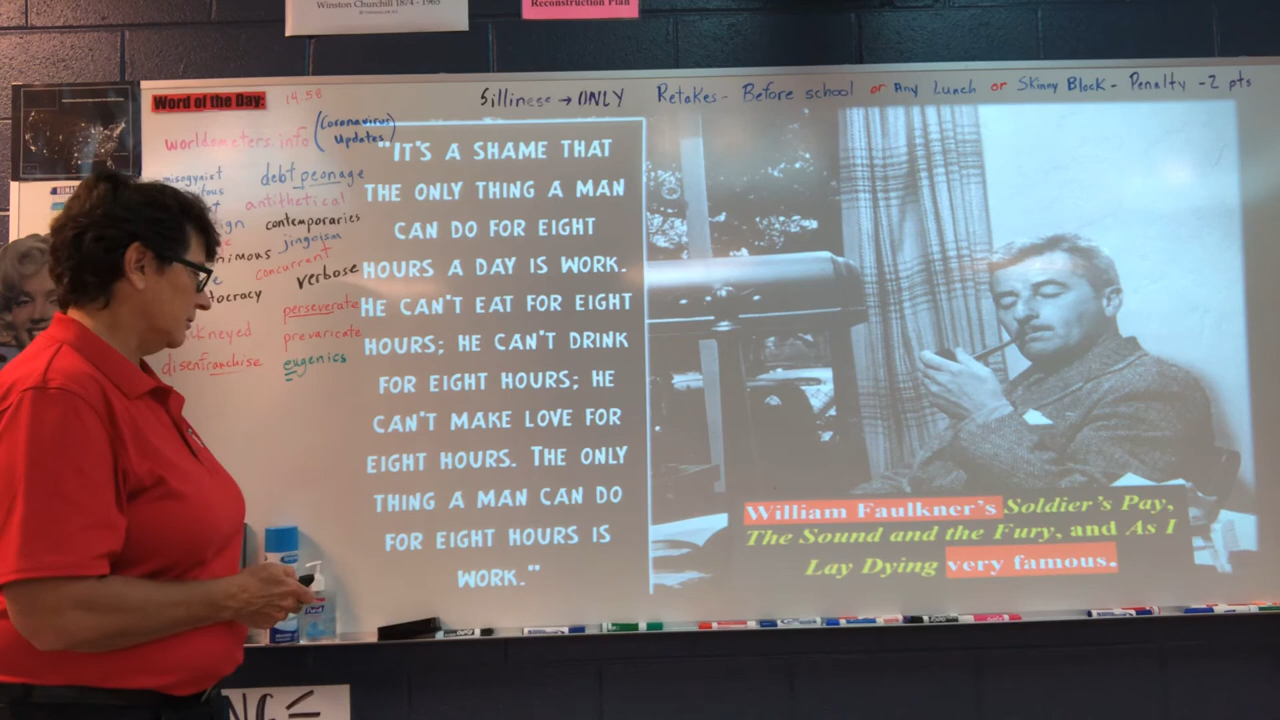 Winston Churchill 1874 - 1965
Reconstruction Plan
Word of the Day:
14.58
Silliness → ONLY
Retakes - Before school or Any Lunch or Skinny Block - Penalty -2 pts
worldometers.info (Coronavirus Updates)
misogynist
debt peonage
antithetical
contemporaries
jingoism
concurrent
verbose
perseverate
prevaricate
disenfranchise
eugenics
"IT'S A SHAME THAT
THE ONLY THING A MAN
CAN DO FOR EIGHT
HOURS A DAY IS WORK.
HE CAN'T EAT FOR EIGHT
HOURS; HE CAN'T DRINK
FOR EIGHT HOURS; HE
CAN'T MAKE LOVE FOR
EIGHT HOURS. THE ONLY
THING A MAN CAN DO
FOR EIGHT HOURS IS
WORK."
William Faulkner's Soldier's Pay,
The Sound and the Fury, and As I
Lay Dying very famous.